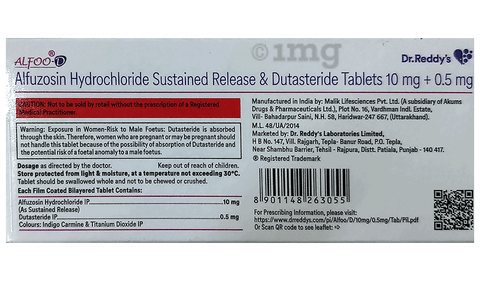 ALFOO®-D
1mg
Dr.Reddy's
Alfuzosin Hydrochloride Sustained Release & Dutasteride Tablets 10 mg + 0.5 mg
CAUTION: Not to be sold by retail without the prescription of a Registered
Medical Practitioner.
Warning: Exposure in Women-Risk to Male Foetus: Dutasteride is absorbed
through the skin. Therefore, women who are pregnant or may be pregnant should
not handle this tablet because of the possibility of absorption of Dutasteride and
the potential risk of a foetal anomaly to a male foetus.
Dosage as directed by the doctor. Keep out of reach of children.
Store protected from light & moisture, at a temperature not exceeding 30°C.
Tablet should be swallowed whole and not to be chewed or crushed.
Each Film Coated Bilayered Tablet Contains:
Alfuzosin Hydrochloride IP 10 mg
(As Sustained Release)
Dutasteride IP 0.5 mg
Colours: Indigo Carmine & Titanium Dioxide IP
Manufactured in India by: Malik Lifesciences Pvt. Ltd. (A subsidiary of Akums
Drugs & Pharmaceuticals Ltd.), Plot No. 16, Vardhman Indl. Estate,
Vill- Bahadarpur Saini, N.H. 58, Haridwar-247 667, (Uttarakhand).
M.L. 48/UA/2014
Marketed by: Dr. Reddy's Laboratories Limited,
H B No. 147, Vill. Rajgarh, Tepla- Banur Road, P.O. Tepla,
Near Shambhu Barrier, Tehsil - Rajpura, Distt. Patiala, Punjab - 140 417.
® Registered Trademark
8 901148 263055
For Prescribing Information, please visit:
https://www.drreddys.com/pi/Alfoo/D/10mg/0.5mg/Tab/Pil.pdf
Or Scan QR code to see leaflet: